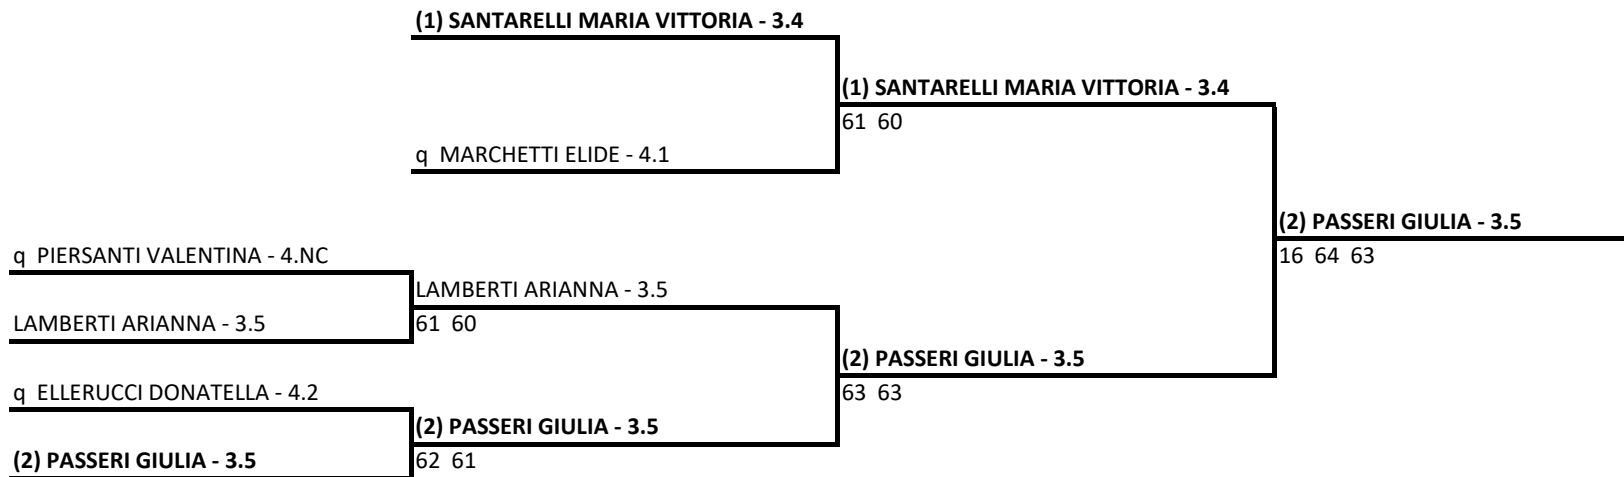 (1) SANTARELLI MARIA VITTORIA - 3.4
(1) SANTARELLI MARIA VITTORIA - 3.4
61 60
q MARCHETTI ELIDE - 4.1
(2) PASSERI GIULIA - 3.5
16 64 63
q PIERSANTI VALENTINA - 4.NC
LAMBERTI ARIANNA - 3.5
LAMBERTI ARIANNA - 3.5
61 60
(2) PASSERI GIULIA - 3.5
63 63
q ELLERUCCI DONATELLA - 4.2
(2) PASSERI GIULIA - 3.5
(2) PASSERI GIULIA - 3.5
62 61